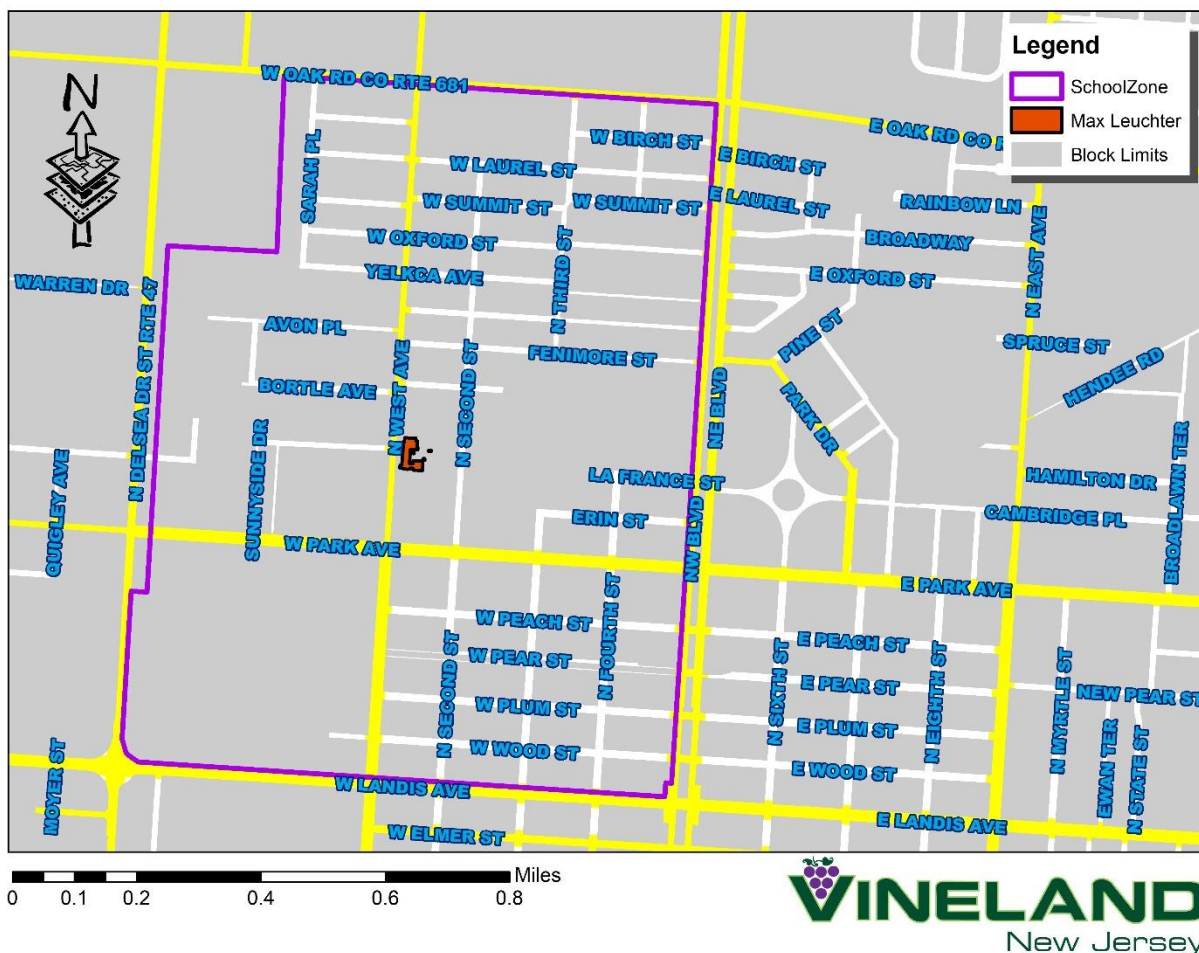 N
Legend
SchoolZone
Max Leuchter
Block Limits
W OAK RD CO RTE 681
E OAK RD CO R
W BIRCH ST
E BIRCH ST
SARAH PL
W LAUREL ST
E LAUREL ST
RAINBOW LN
W SUMMIT ST
W SUMMIT ST
W OXFORD ST
N THIRD ST
BROADWAY
N EAST AVE
YELKCA AVE
E OXFORD ST
WARREN DR
N DELSEA DR ST RTE 47
AVON PL
FENIMORE ST
PINE ST
SPRUCE ST
HENDEE RD
BORTLE AVE
N WEST AVE
N SECOND ST
NE BLVD
PARK DR
SUNNYSIDE DR
QUIGLEY AVE
LA FRANCE ST
HAMILTON DR
BROADLAWN TER
ERIN ST
NW BLVD
CAMBRIDGE PL
W PARK AVE
E PARK AVE
W PEACH ST
N FOURTH ST
E PEACH ST
W PEAR ST
E PEAR ST
NEW PEAR ST
N SECOND ST
W PLUM ST
N SIXTH ST
E PLUM ST
N EIGHTH ST
N MYRTLE ST
EWAN TER
N STATE ST
W WOOD ST
E WOOD ST
MOYER ST
W LANDIS AVE
E LANDIS AVE
W ELMER ST
Miles
0 0.1 0.2 0.4 0.6 0.8
VINELAND
New Jersey